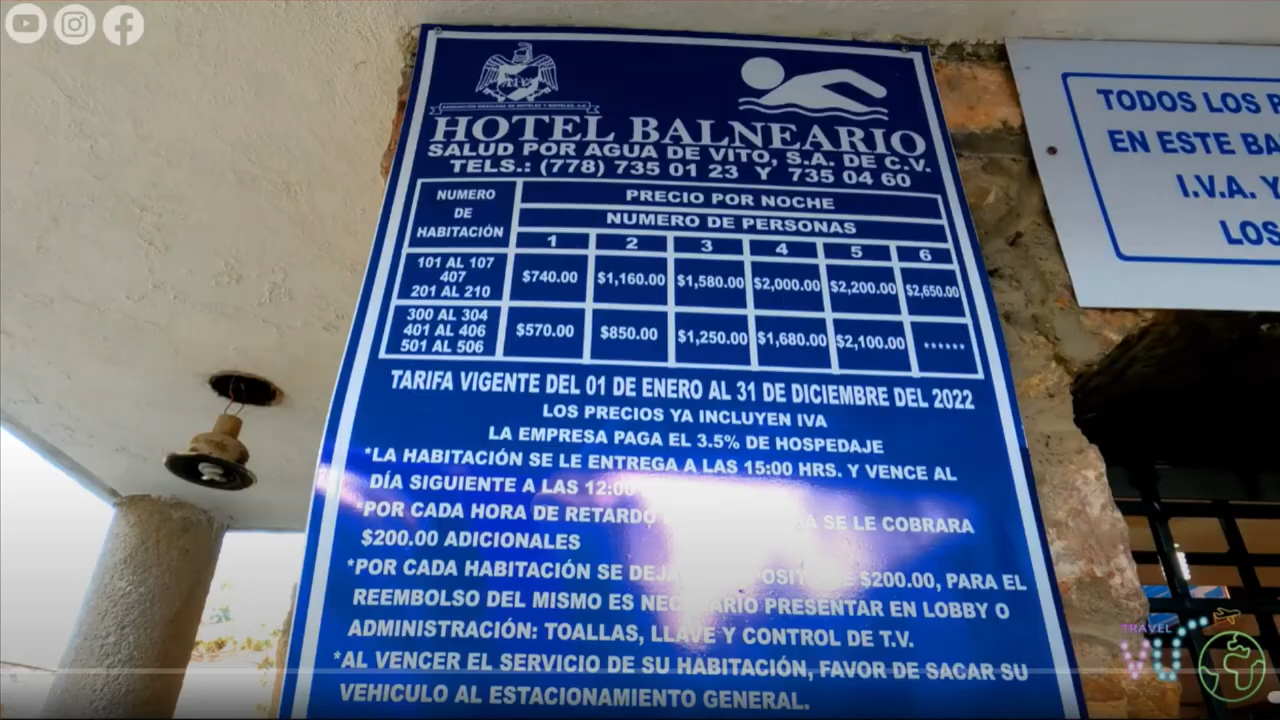 ASOCIACIÓN MEXICANA DE HOTELES Y MOTELES, A.C.
HOTEL BALNEARIO
SALUD POR AGUA DE VITO, S.A. DE C.V.
TELS.: (778) 735 01 23 Y 735 04 60
NUMERO DE HABITACIÓN
PRECIO POR NOCHE
NUMERO DE PERSONAS
1 2 3 4 5 6
101 AL 107
407
201 AL 210
$740.00 $1,160.00 $1,580.00 $2,000.00 $2,200.00 $2,650.00
300 AL 304
401 AL 406
501 AL 506
$570.00 $850.00 $1,250.00 $1,680.00 $2,100.00 ******
TARIFA VIGENTE DEL 01 DE ENERO AL 31 DE DICIEMBRE DEL 2022
LOS PRECIOS YA INCLUYEN IVA
LA EMPRESA PAGA EL 3.5% DE HOSPEDAJE
*LA HABITACIÓN SE LE ENTREGA A LAS 15:00 HRS. Y VENCE AL
DÍA SIGUIENTE A LAS 12:00
*POR CADA HORA DE RETARDO SE LE COBRARA
$200.00 ADICIONALES
*POR CADA HABITACIÓN SE $200.00, PARA EL
REEMBOLSO DEL MISMO ES NECESARIO PRESENTAR EN LOBBY O
ADMINISTRACIÓN: TOALLAS, LLAVE Y CONTROL DE T.V.
*AL VENCER EL SERVICIO DE SU HABITACIÓN, FAVOR DE SACAR SU
VEHICULO AL ESTACIONAMIENTO GENERAL.
TODOS LOS
EN ESTE
I.V.A. Y
LOS
TRAVEL
VU